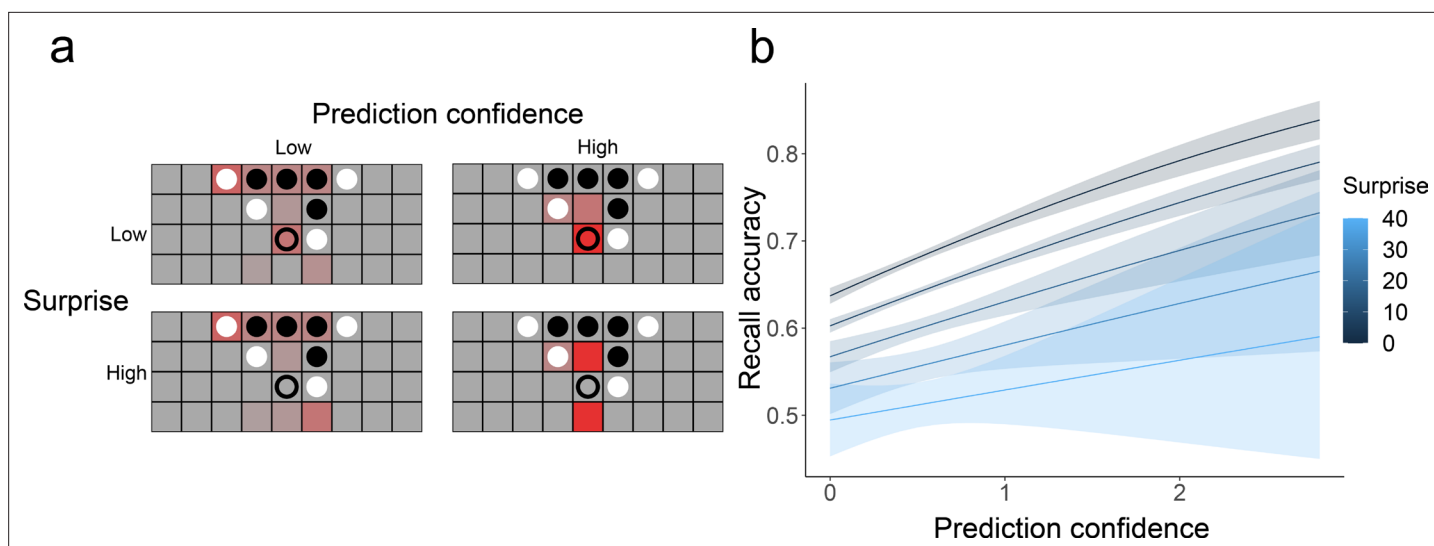 a
Prediction confidence
Low
High
Low
Surprise
High
b
0.8
0.7
0.6
0.5
Recall accuracy
0
1
2
Prediction confidence
Surprise
40
30
20
10
0